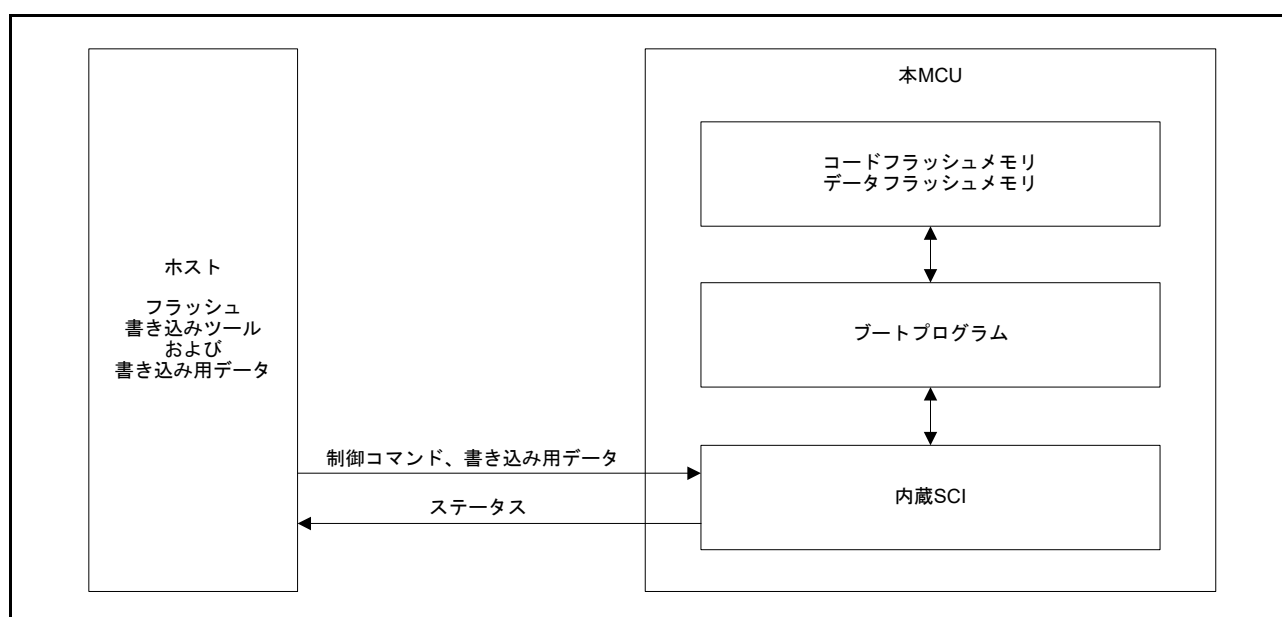 本MCU
コードフラッシュメモリ
データフラッシュメモリ
ホスト
フラッシュ
書き込みツール
および
書き込み用データ
ブートプログラム
制御コマンド、書き込み用データ
ステータス
内蔵SCI